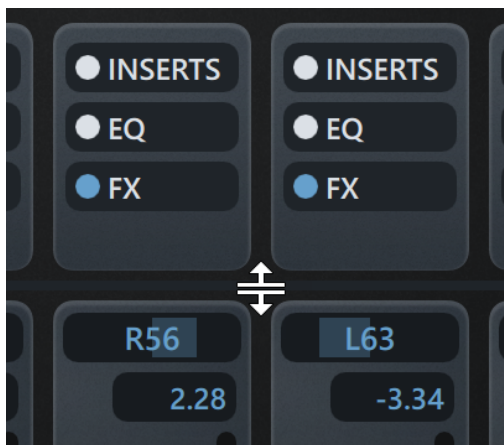 INSERTS INSERTS
EQ EQ
FX FX
R56 L63
2.28 -3.34